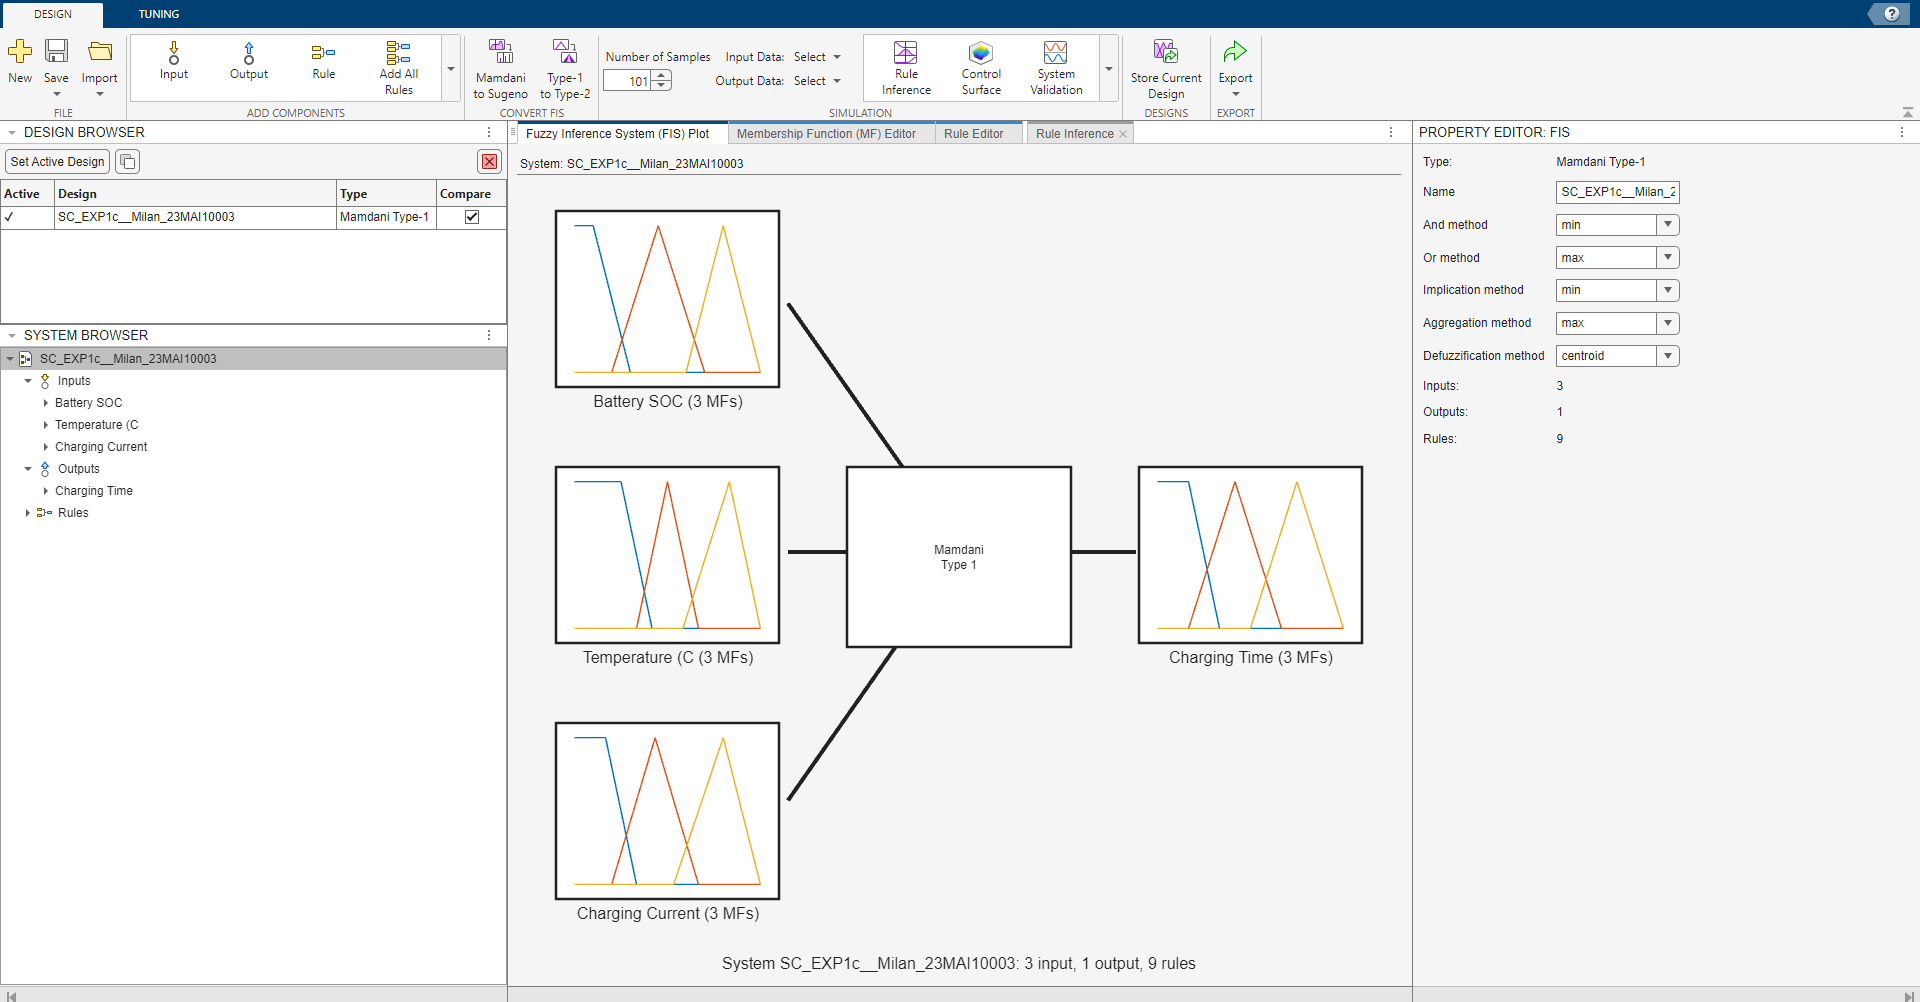 DESIGN TUNING
New Save Import
FILE
Input Output Rule Add All Rules
ADD COMPONENTS
Mamdani to Sugeno Type-1 to Type-2
CONVERT FIS
Number of Samples Input Data: Select
101 Output Data: Select
Rule Inference Control Surface System Validation
SIMULATION
Store Current Design
DESIGNS
Export
EXPORT
DESIGN BROWSER
Set Active Design
Active Design Type Compare
SC_EXP1c__Milan_23MAI10003 Mamdani Type-1
SYSTEM BROWSER
SC_EXP1c__Milan_23MAI10003
Inputs
Battery SOC
Temperature (C
Charging Current
Outputs
Charging Time
Rules
Fuzzy Inference System (FIS) Plot Membership Function (MF) Editor Rule Editor Rule Inference
System: SC_EXP1c__Milan_23MAI10003
Battery SOC (3 MFs)
Mamdani
Type 1
Temperature (C (3 MFs) Charging Time (3 MFs)
Charging Current (3 MFs)
System SC_EXP1c__Milan_23MAI10003: 3 input, 1 output, 9 rules
PROPERTY EDITOR: FIS
Type: Mamdani Type-1
Name SC_EXP1c__Milan_2
And method min
Or method max
Implication method min
Aggregation method max
Defuzzification method centroid
Inputs: 3
Outputs: 1
Rules: 9